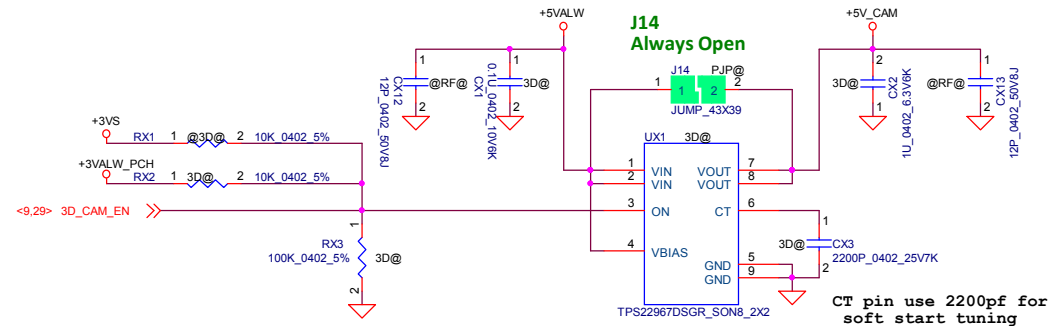 +5VALW
J14
Always Open
+5V_CAM
1
@RF@
2
CX12
12P_0402_50V8J
1
3D@
2
CX1
0.1U_0402_10V6K
J14
PJP@
1
1
2
2
JUMP_43X39
2
3D@
1
CX2
1U_0402_6.3V6K
1
@RF@
2
CX13
12P_0402_50V8J
+3VS
RX1
1
@3D@
2
10K_0402_5%
+3VALW_PCH
RX2
1
3D@
2
10K_0402_5%
<9,29> 3D_CAM_EN
1
RX3
100K_0402_5%
3D@
2
UX1
3D@
1
VIN
VOUT
7
2
VIN
VOUT
8
3
ON
CT
6
4
VBIAS
GND
5
GND
9
TPS22967DSGR_SON8_2X2
1
3D@
CX3
2200P_0402_25V7K
2
CT pin use 2200pf for
soft start tuning